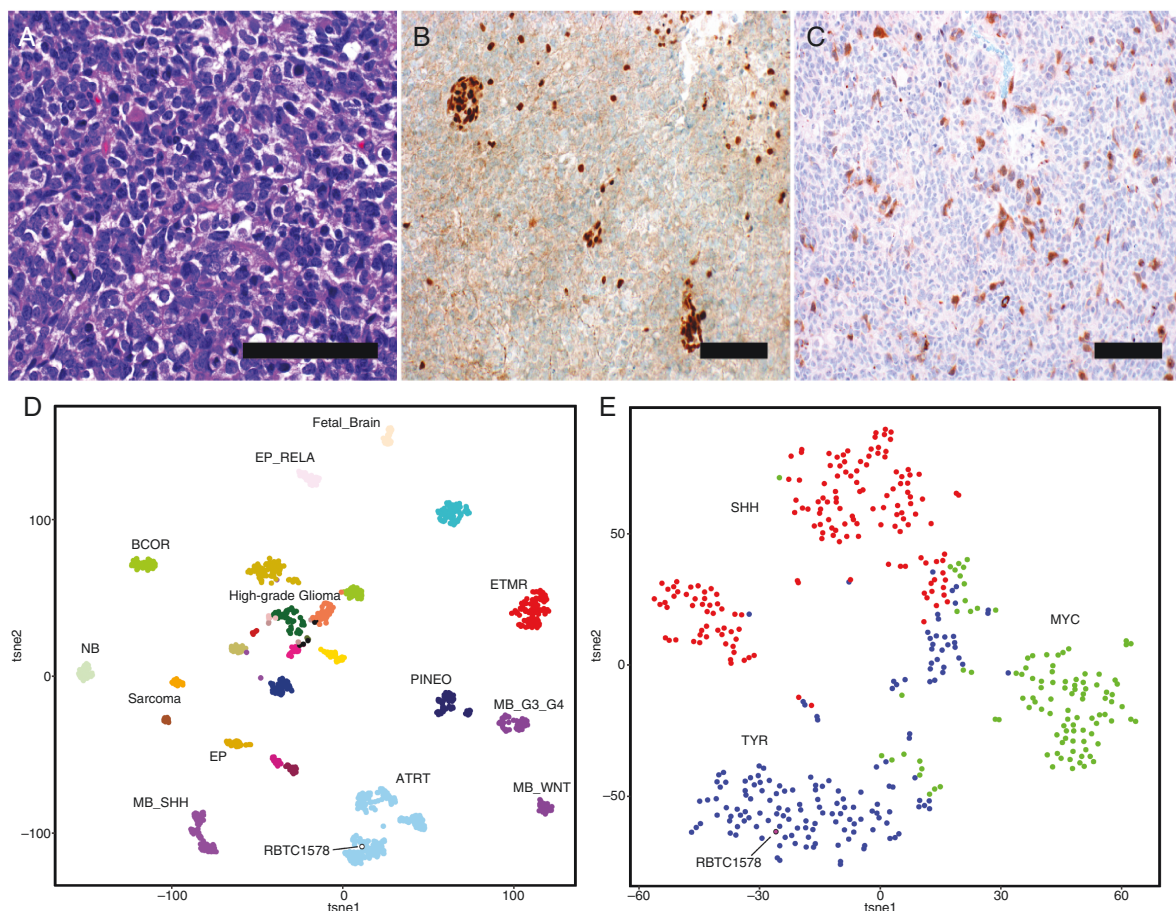 A
B
C
D
Fetal_Brain
EP_RELA
100
BCOR
High-grade Glioma
ETMR
tsne2
NB
0
PINEO
MB_G3_G4
Sarcoma
EP
ATRT
MB_SHH
MB_WNT
−100
RBTC1578
−100
0
100
tsne1
E
SHH
50
MYC
tsne2
0
TYR
−50
RBTC1578
−60
−30
0
30
60
tsne1